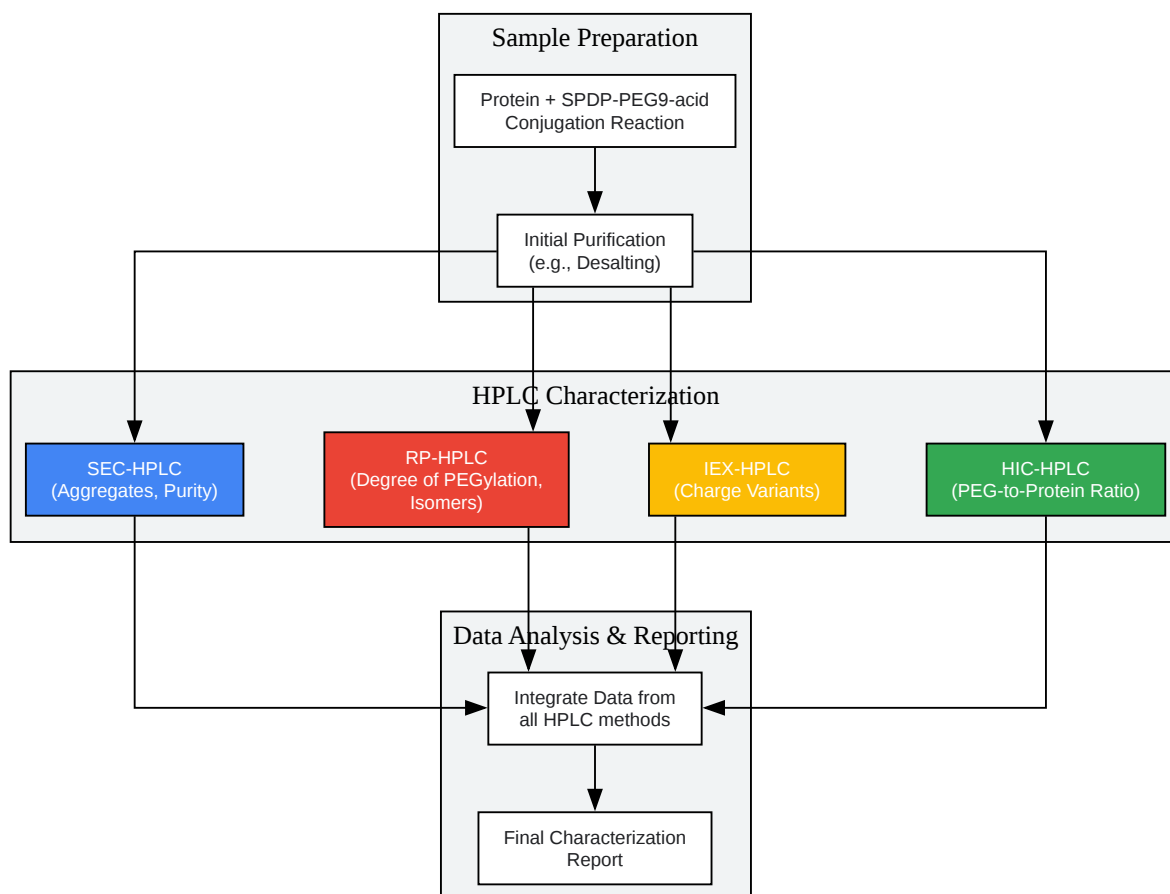 Sample Preparation
Protein + SPDP-PEG9-acid
Conjugation Reaction
Initial Purification
(e.g., Desalting)
HPLC Characterization
SEC-HPLC
(Aggregates, Purity)
RP-HPLC
(Degree of PEGylation,
Isomers)
IEX-HPLC
(Charge Variants)
HIC-HPLC
(PEG-to-Protein Ratio)
Data Analysis & Reporting
Integrate Data from
all HPLC methods
Final Characterization
Report